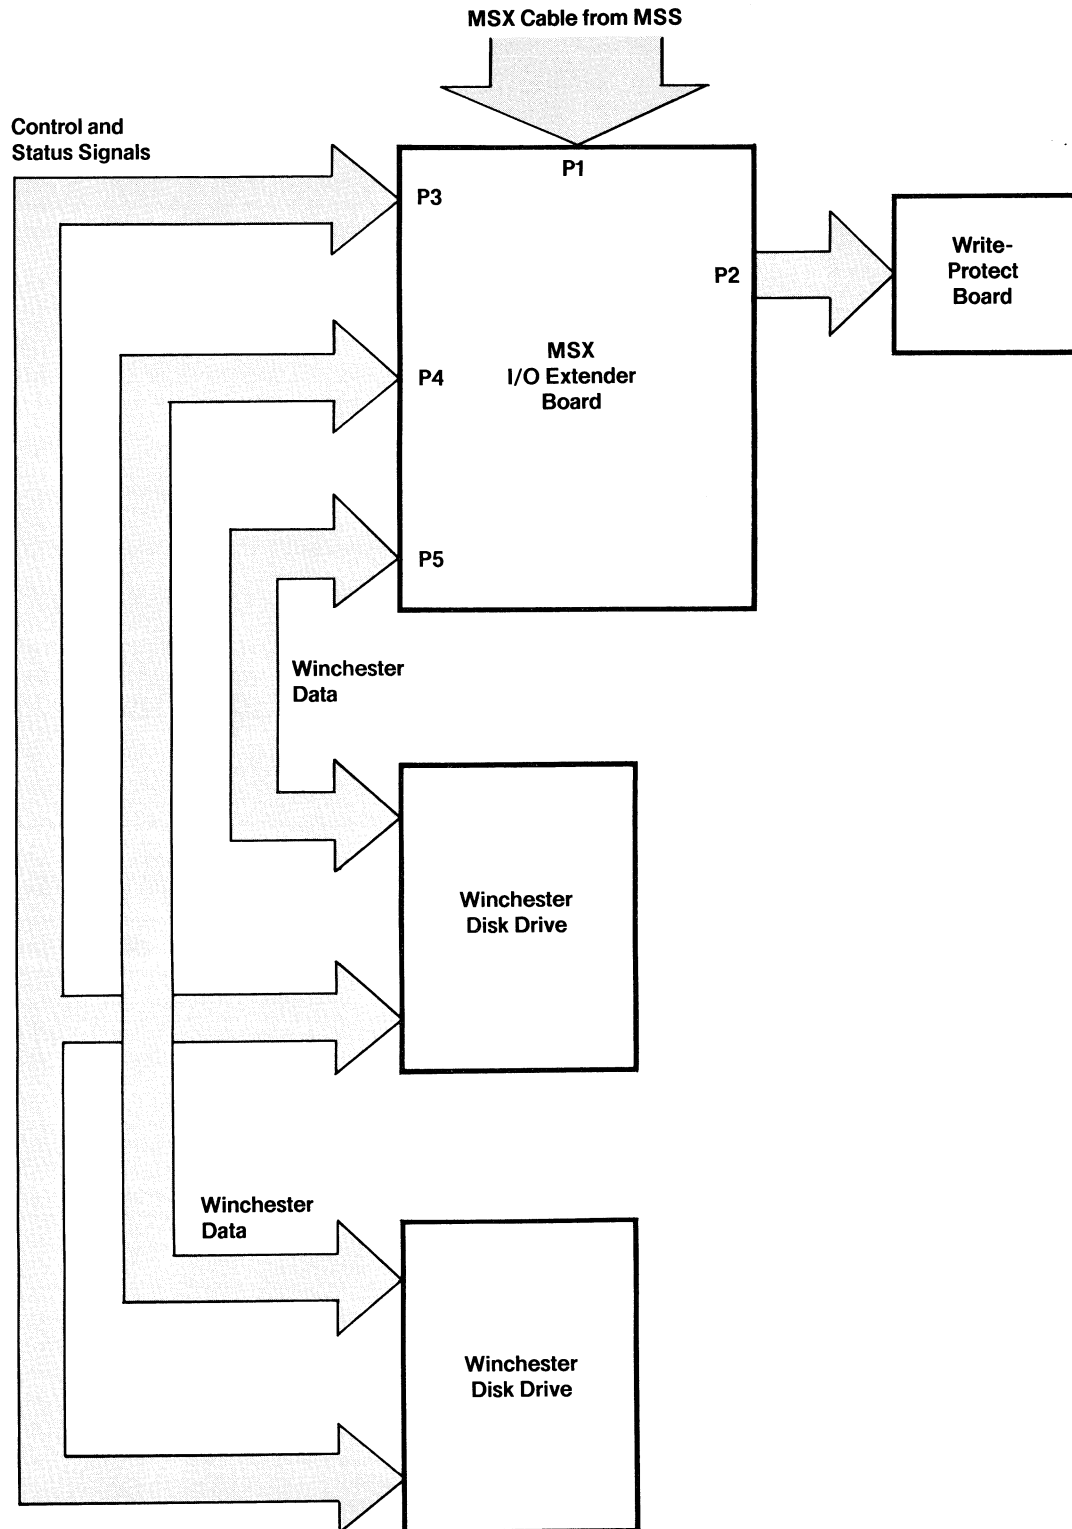 MSX Cable from MSS
Control and
Status Signals
P1
P3
Write-
Protect
Board
P2
MSX
I/O Extender
Board
P4
P5
Winchester
Data
Winchester
Disk Drive
Winchester
Data
Winchester
Disk Drive